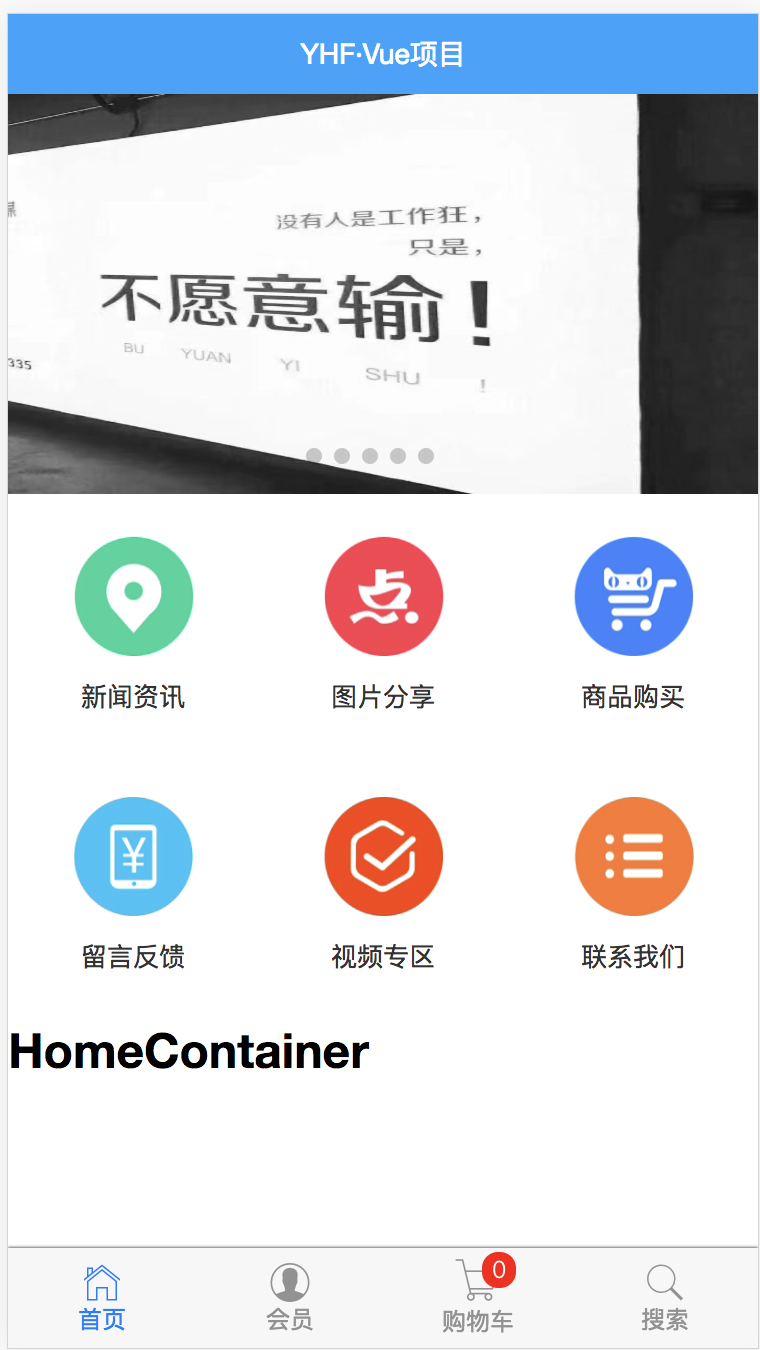 YHF·Vue项目
没有人是工作狂，
只是，
不愿意输！
BU YUAN YI SHU !
335
点
新闻资讯 图片分享 商品购买
¥
留言反馈 视频专区 联系我们
HomeContainer
0
首页 会员 购物车 搜索